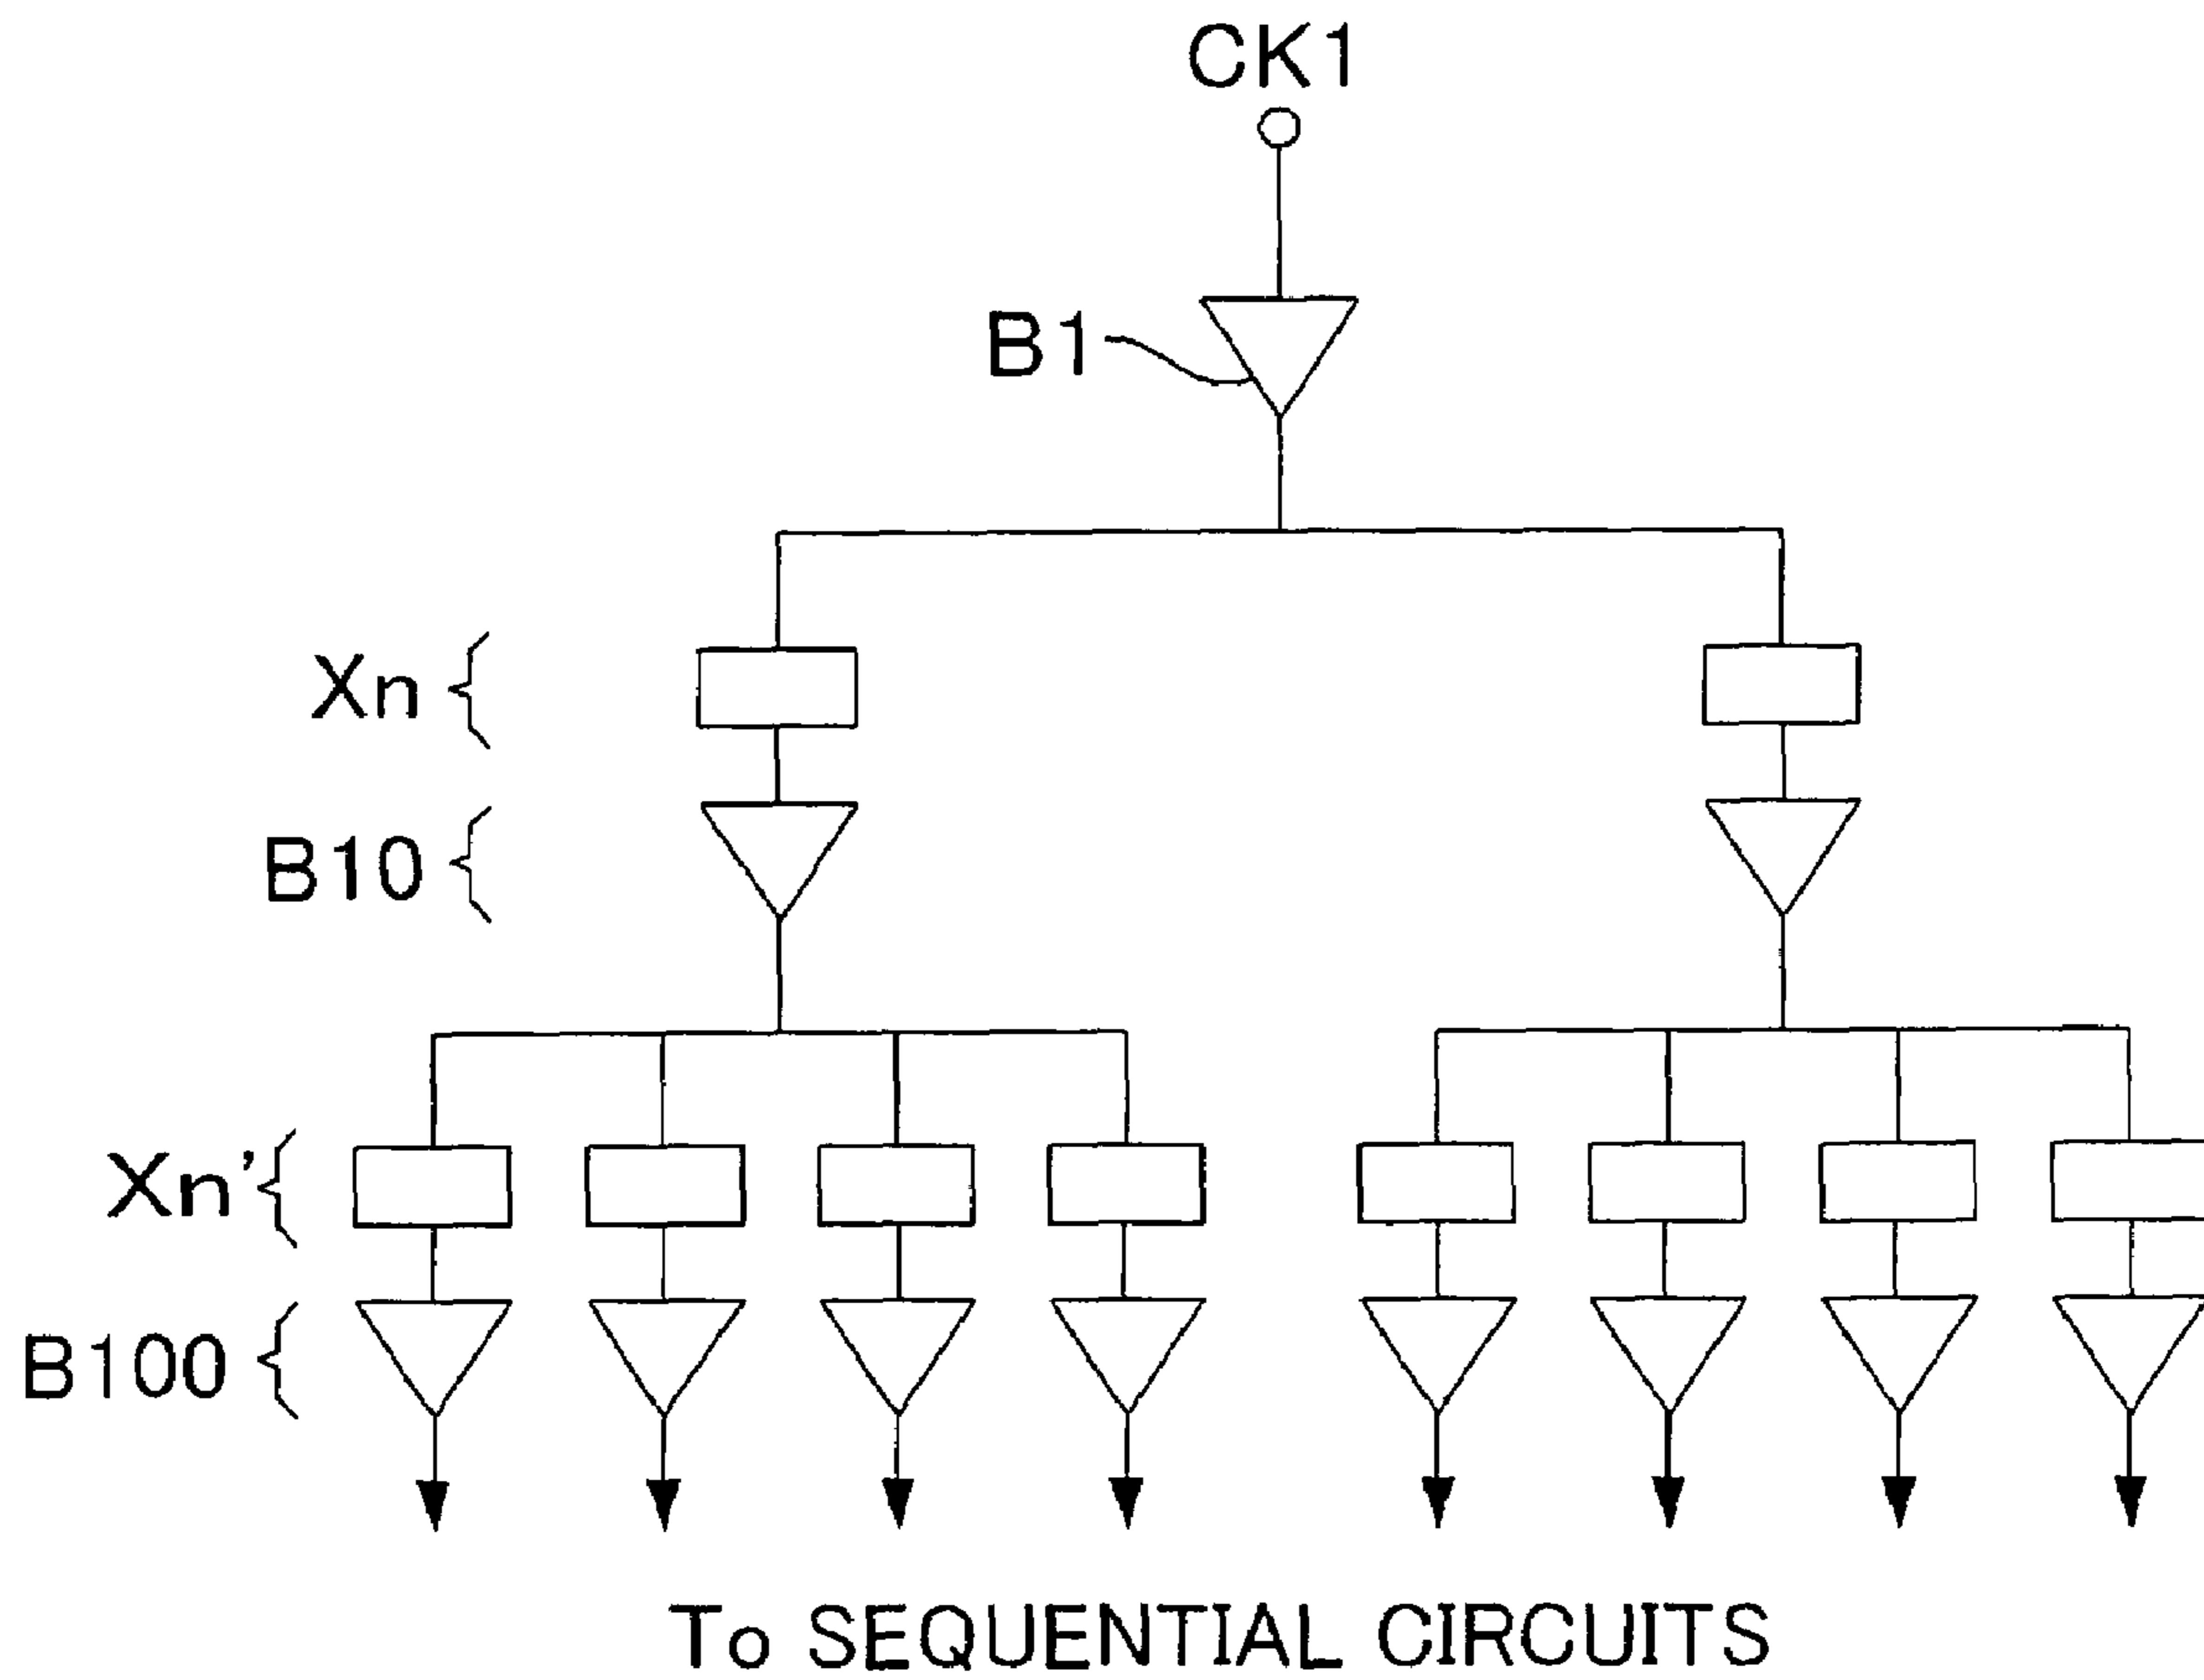 CK1
B1
Xn
B10
Xn’
B100
To SEQUENTIAL CIRCUITS